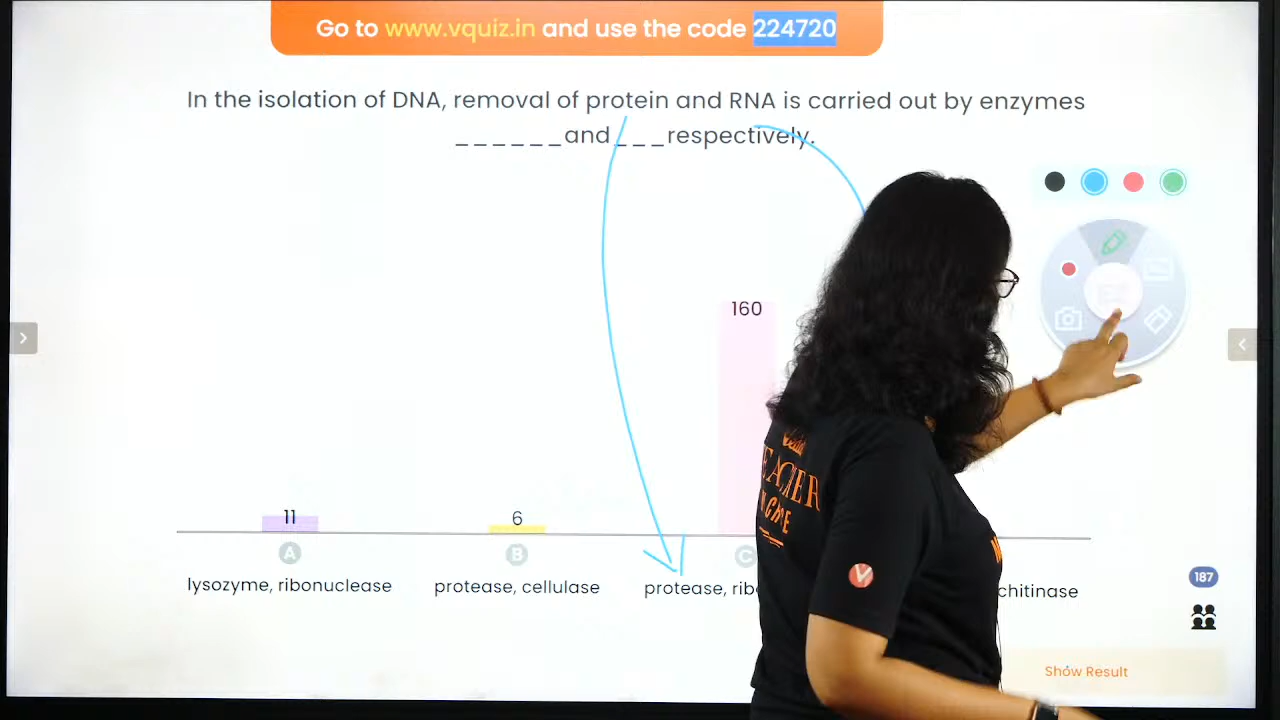 Go to www.vquiz.in and use the code 224720
In the isolation of DNA, removal of protein and RNA is carried out by enzymes
______and___respectively.
160
11
6
A
B
C
lysozyme, ribonuclease
protease, cellulase
protease, rib
chitinase
187
Show Result
V